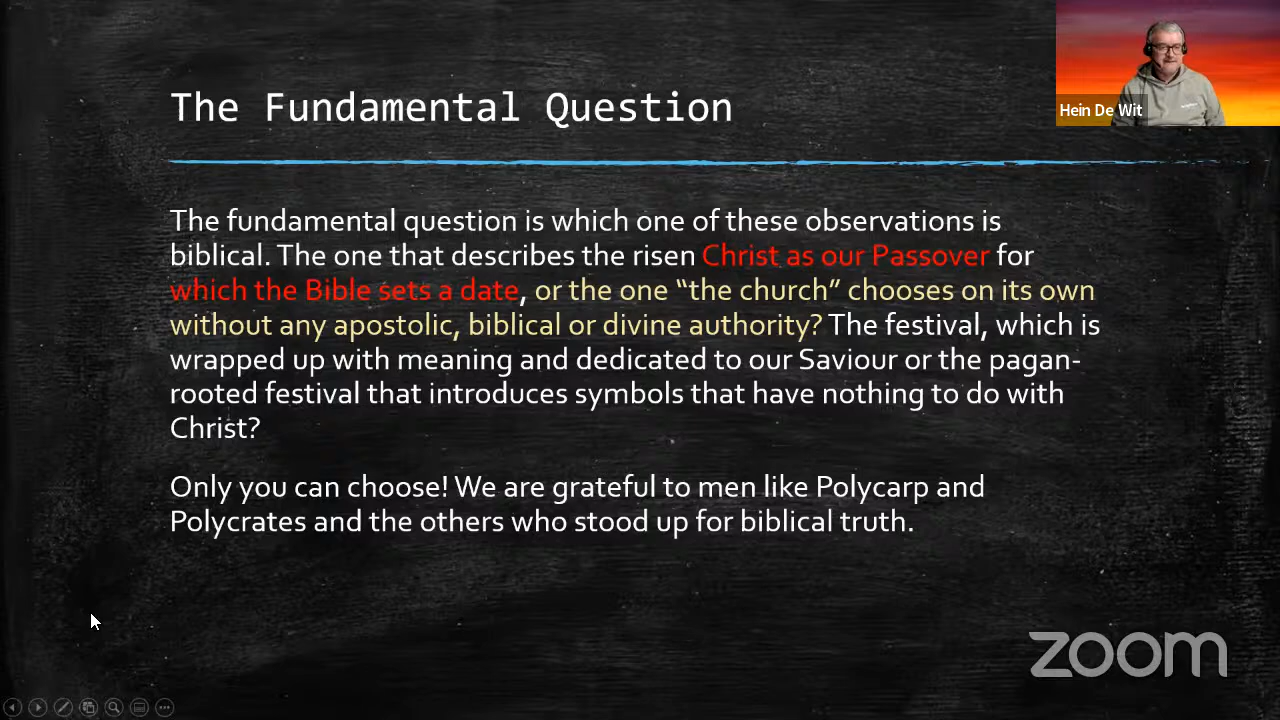 The Fundamental Question
Hein De Wit
The fundamental question is which one of these observations is
biblical. The one that describes the risen Christ as our Passover for
which the Bible sets a date, or the one “the church” chooses on its own
without any apostolic, biblical or divine authority? The festival, which is
wrapped up with meaning and dedicated to our Saviour or the pagan-
rooted festival that introduces symbols that have nothing to do with
Christ?
Only you can choose! We are grateful to men like Polycarp and
Polycrates and the others who stood up for biblical truth.
zoom